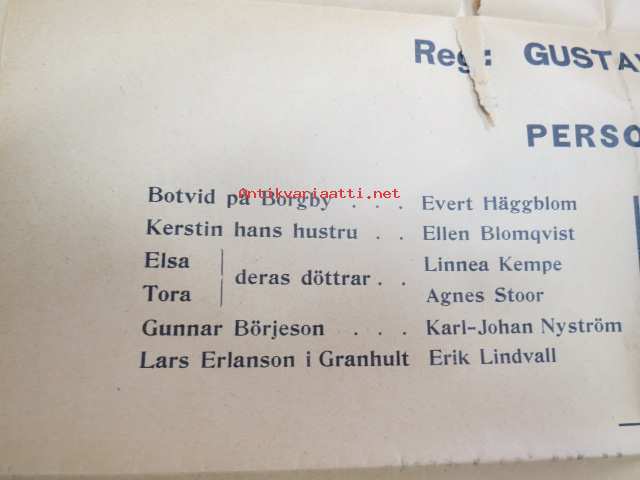 Reg: GUSTAV
PERSO
Botvid på Borgby . . . Evert Häggblom
Antikvariaatti.net
Kerstin hans hustru . . Ellen Blomqvist
Elsa
deras döttrar . . Linnea Kempe
Tora Agnes Stoor
Gunnar Börjeson . . . Karl-Johan Nyström
Lars Erlanson i Granhult Erik Lindvall